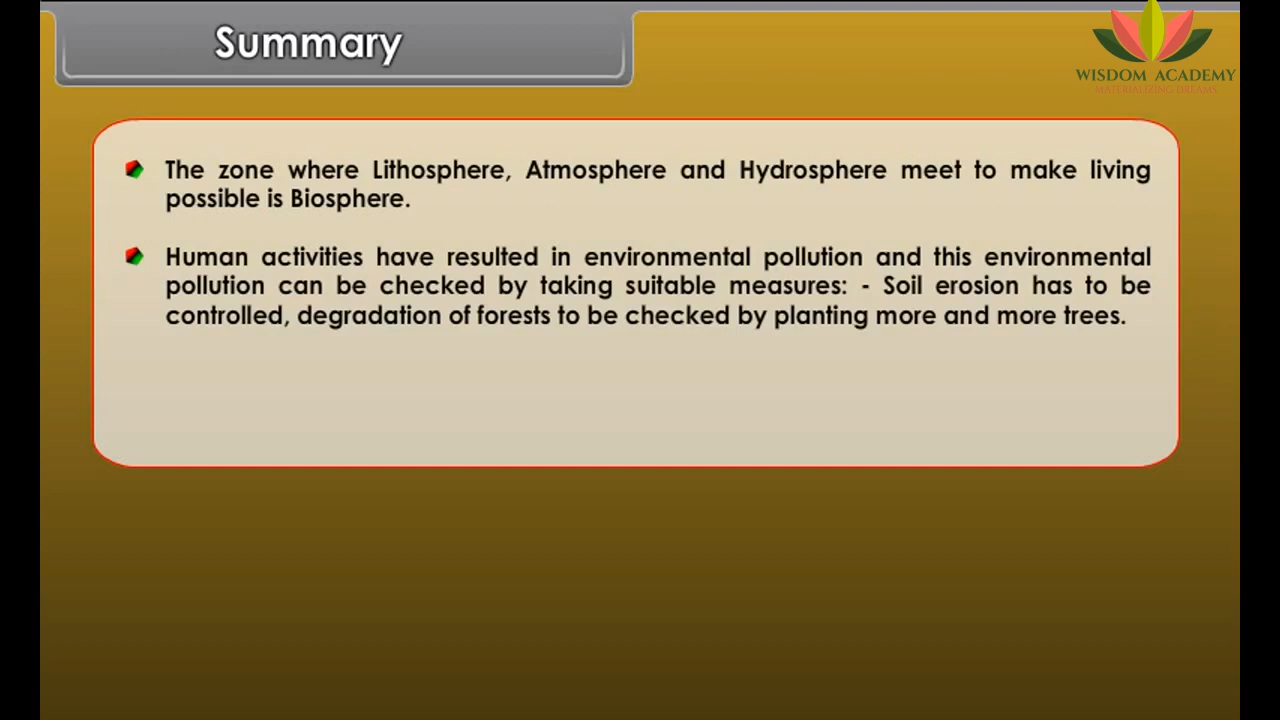 Summary
WISDOM ACADEMY
MATERIALIZING DREAMS
The zone where Lithosphere, Atmosphere and Hydrosphere meet to make living
possible is Biosphere.
Human activities have resulted in environmental pollution and this environmental
pollution can be checked by taking suitable measures: - Soil erosion has to be
controlled, degradation of forests to be checked by planting more and more trees.